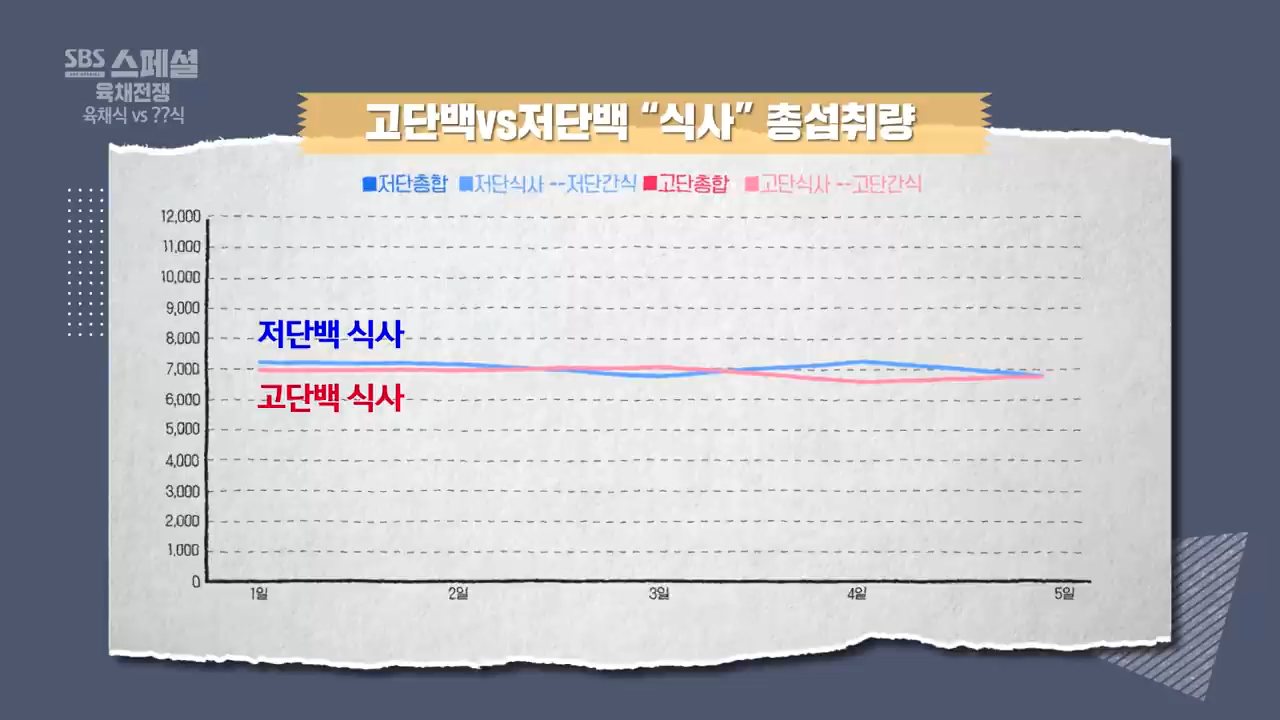 SBS 스페셜
육채전쟁
육채식 vs ??식
고단백vs저단백 “식사” 총섭취량
■저단총합 ■저단식사 --저단간식 ■고단총합 ■고단식사 --고단간식
12,000
11,000
10,000
9,000
8,000
7,000
6,000
5,000
4,000
3,000
2,000
1,000
0
저단백 식사
고단백 식사
1일 2일 3일 4일 5일